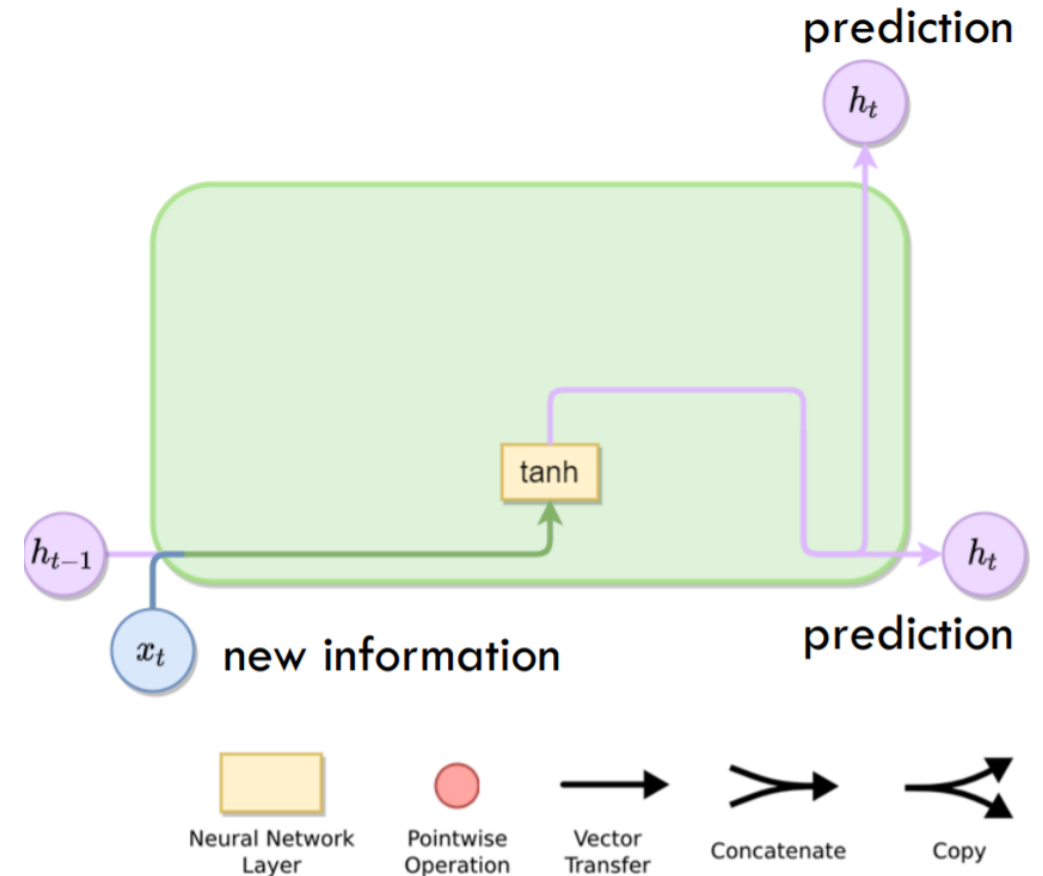 prediction
h_t
tanh
h_{t-1}
h_t
x_t
new information
prediction
Neural Network
Layer
Pointwise
Operation
Vector
Transfer
Concatenate
Copy